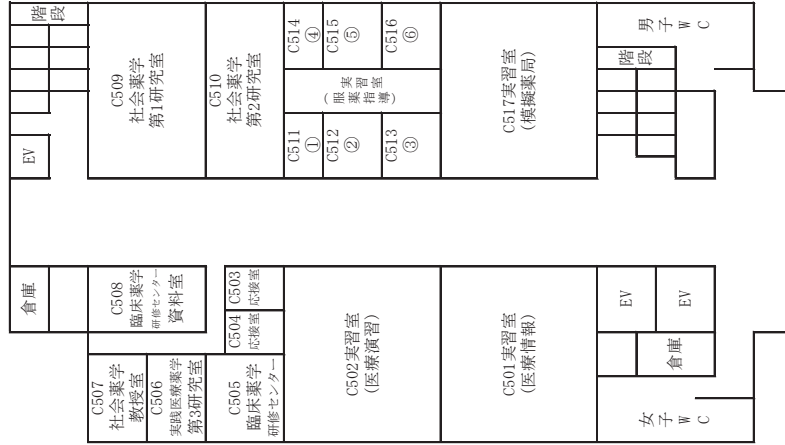 階段
EV
C509
社会薬学
第1研究室
C510
社会薬学
第2研究室
C514
④
C515
⑤
C516
⑥
実習室
(服薬指導)
C511
①
C512
②
C513
③
C517実習室
(模擬薬局)
階段
男子
WC
倉庫
C508
臨床薬学
研修センター
資料室
C503
応接室
C504
応接室
C507
社会薬学
教授室
C506
実践医療薬学
第3研究室
C505
臨床薬学
研修センター
C502実習室
(医療演習)
C501実習室
(医療情報)
EV
EV
倉庫
女子
WC